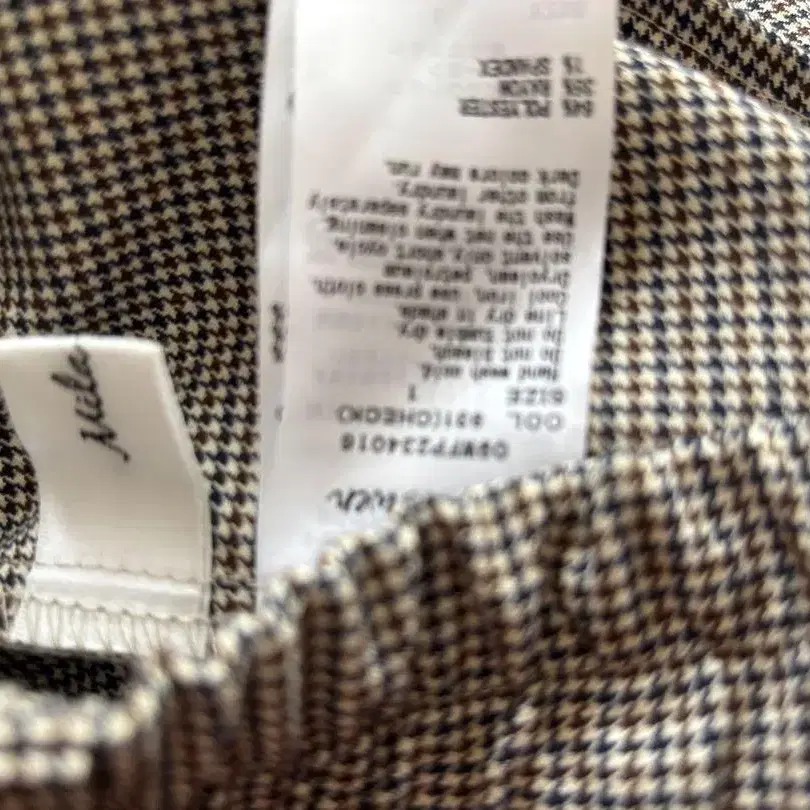 Mila
COL 931(CHECK)
SIZE 1
Hand wash
Do not bleach.
Do not tumble dry.
Line dry in shade.
Cool iron, use press cloth.
Dryclean, petroleum
solvent only, short cycle.
Use the net when cleaning.
Wash the laundry separately
from other laundry.
Dark colors may run.
64% POLYESTER
35% RAYON
1% SPANDEX